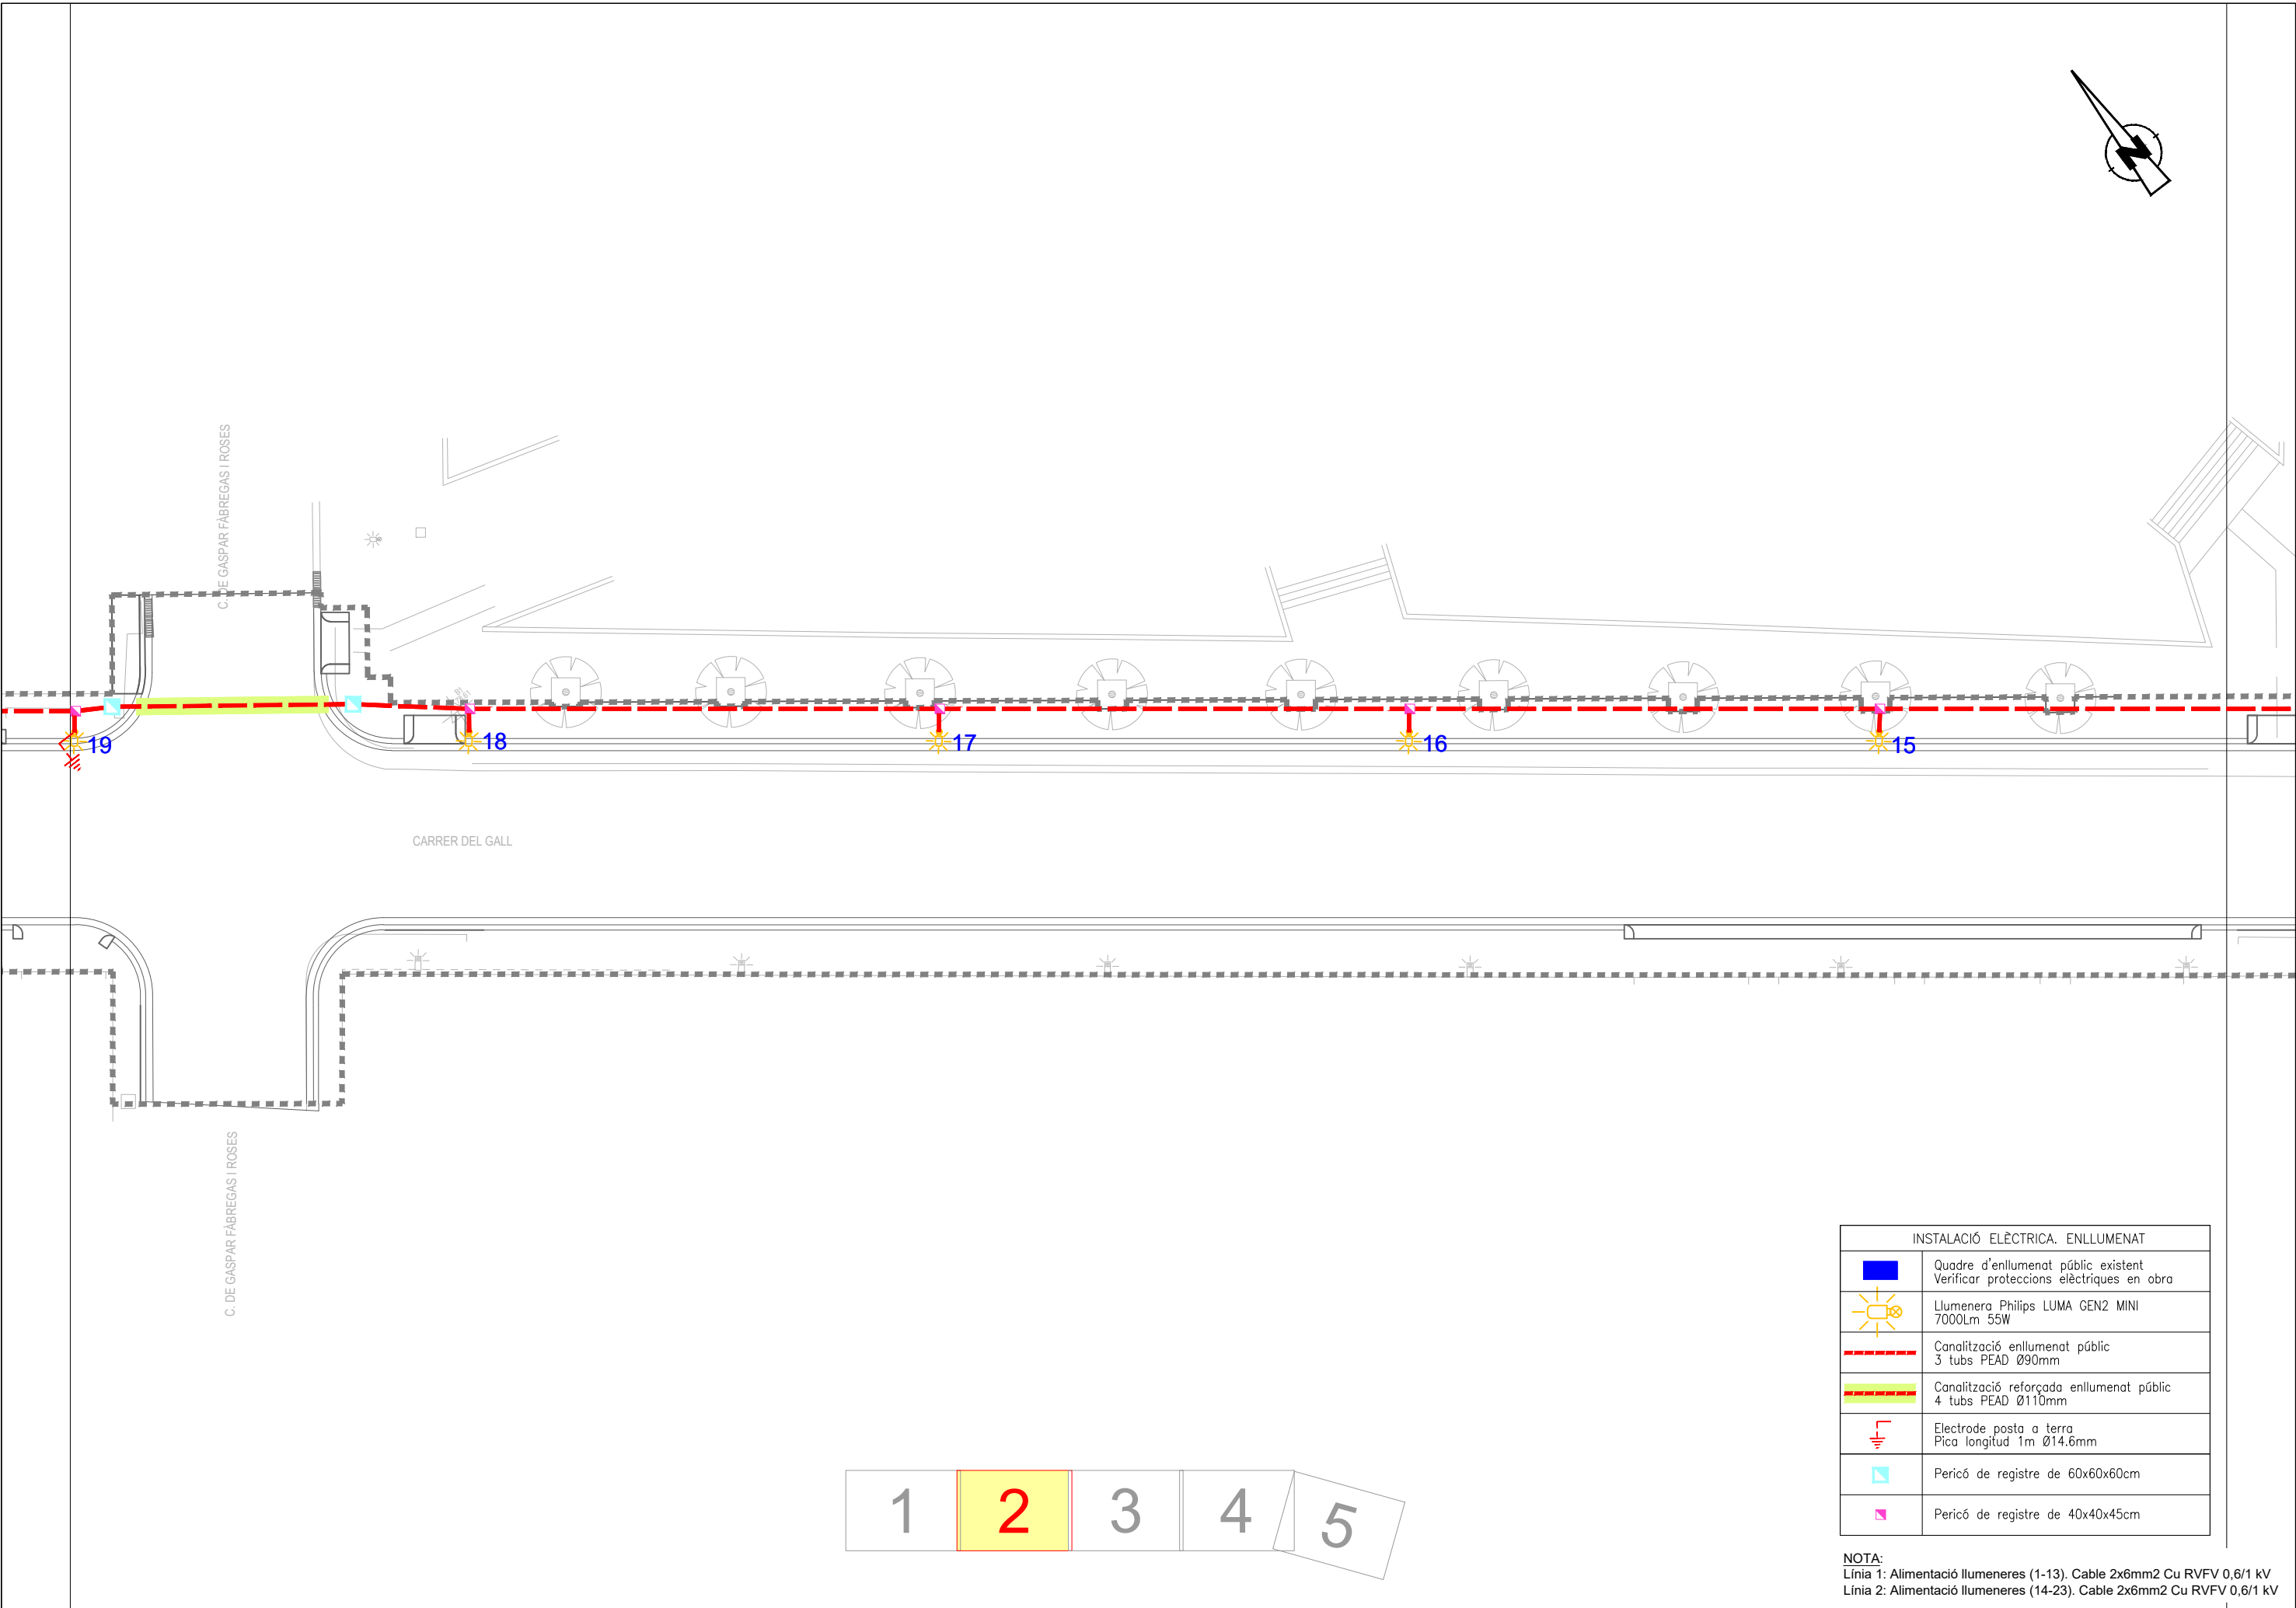 N
C. DE GASPAR FÀBREGAS I ROSES
19
18
17
16
15
CARRER DEL GALL
C. DE GASPAR FÀBREGAS I ROSES
INSTALACIÓ ELÈCTRICA. ENLLUMENAT
Quadre d'enllumenat públic existent
Verificar proteccions elèctriques en obra
Llumenera Philips LUMA GEN2 MINI
7000Lm 55W
Canalització enllumenat públic
3 tubs PEAD Ø90mm
Canalització reforçada enllumenat públic
4 tubs PEAD Ø110mm
Electrode posta a terra
Pica longitud 1m Ø14.6mm
Pericó de registre de 60x60x60cm
Pericó de registre de 40x40x45cm
1 2 3 4 5
NOTA:
Línia 1: Alimentació llumeneres (1-13). Cable 2x6mm2 Cu RVFV 0,6/1 kV
Línia 2: Alimentació llumeneres (14-23). Cable 2x6mm2 Cu RVFV 0,6/1 kV